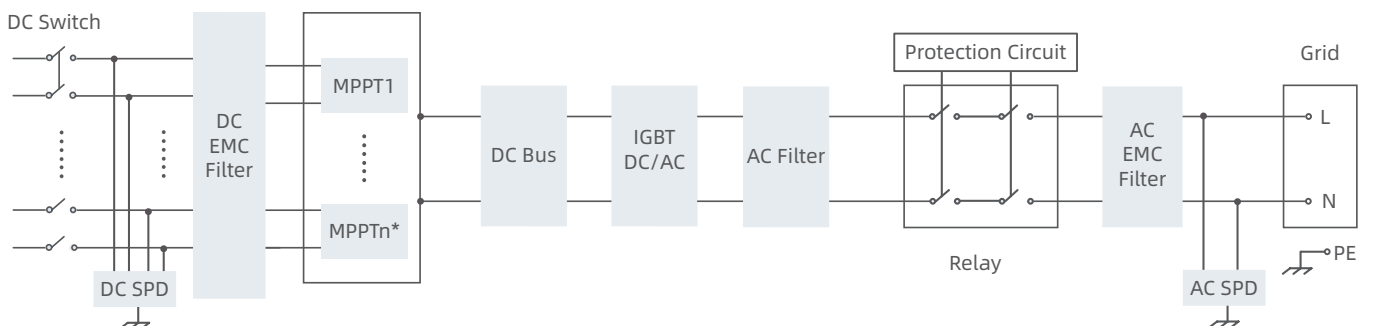 DC Switch
DC
EMC
Filter
MPPT1
MPPTn*
DC SPD
DC Bus
IGBT
DC/AC
AC Filter
Protection Circuit
Relay
AC
EMC
Filter
AC SPD
Grid
L
N
PE